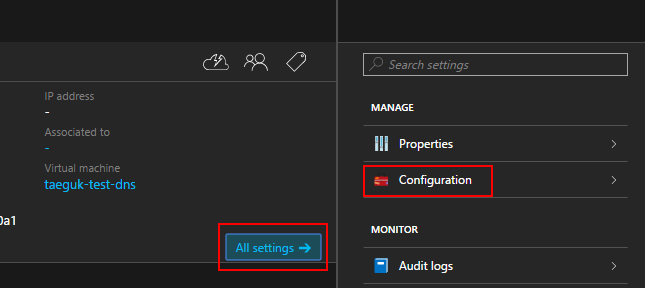 IP address
-
Associated to
-
Virtual machine
taeguk-test-dns
0a1
All settings →
Search settings
MANAGE
Properties
Configuration
MONITOR
Audit logs